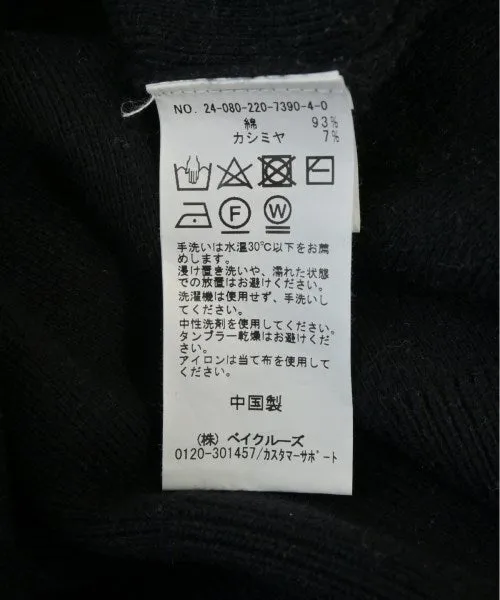 NO. 24-080-220-7390-4-0
綿 93%
カシミヤ 7%
F W
手洗いは水温30℃以下をお薦
めします。
浸け置き洗いや、濡れた状態
での放置はお避けください。
洗濯機は使用せず、手洗いし
てください。
中性洗剤を使用してください。
タンブラー乾燥はお避けください。
アイロンは当て布を使用してください。
中国製
(株) ベイクルーズ
0120-301457/カスタマーサポート